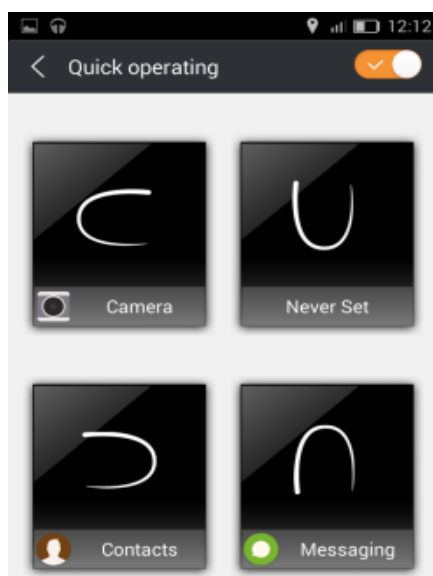 12:12
Quick operating
Camera
Never Set
Contacts
Messaging